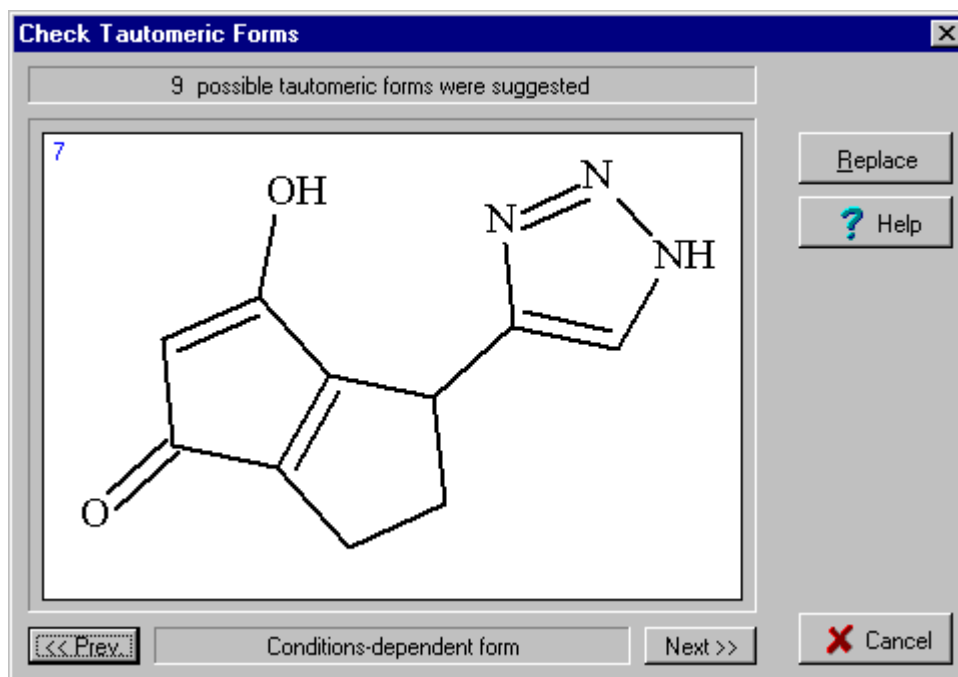 Check Tautomeric Forms
9 possible tautomeric forms were suggested
7
OH
N
N
NH
O
Replace
? Help
<< Prev.
Conditions-dependent form
Next >>
Cancel